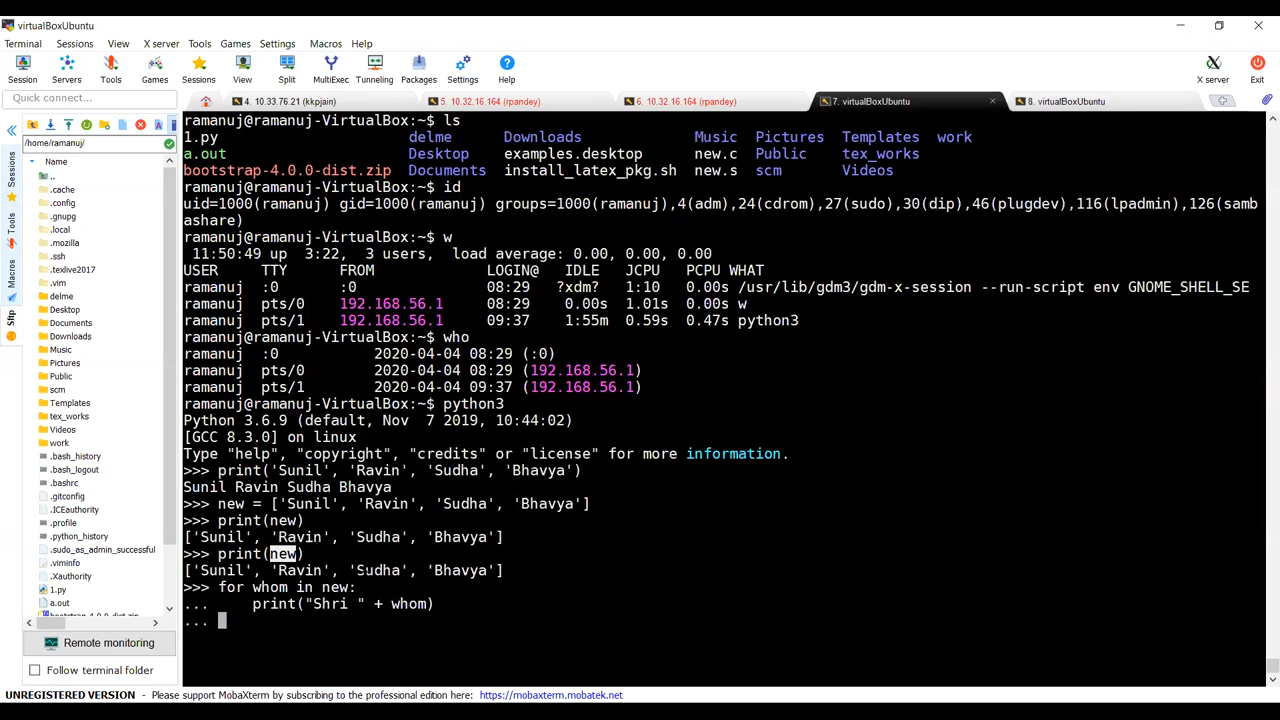 virtualBoxUbuntu
Terminal Sessions View X server Tools Games Settings Macros Help
Session Servers Tools Games Sessions View Split MultiExec Tunneling Packages Settings Help X server Exit
Quick connect...
4. 10.33.76.21 (kkpjain) 5. 10.32.16.164 (rpandey) 6. 10.32.16.164 (rpandey) 7. virtualBoxUbuntu 8. virtualBoxUbuntu
/home/ramanuj/
Name
..
.cache
.config
.gnupg
.local
.mozilla
.ssh
.texlive2017
.vim
delme
Desktop
Documents
Downloads
Music
Pictures
Public
scm
Templates
tex_works
Videos
work
.bash_history
.bash_logout
.bashrc
.gitconfig
.ICEauthority
.profile
.python_history
.sudo_as_admin_successful
.viminfo
.Xauthority
1.py
a.out
bootstrap-4.0.0-dist.zip
Sessions
Tools
Macros
Sftp
Remote monitoring
Follow terminal folder
ramanuj@ramanuj-VirtualBox:~$ ls
1.py delme Downloads Music Pictures Templates work
a.out Desktop examples.desktop new.c Public tex_works
bootstrap-4.0.0-dist.zip Documents install_latex_pkg.sh new.s scm Videos
ramanuj@ramanuj-VirtualBox:~$ id
uid=1000(ramanuj) gid=1000(ramanuj) groups=1000(ramanuj),4(adm),24(cdrom),27(sudo),30(dip),46(plugdev),116(lpadmin),126(samb
ashare)
ramanuj@ramanuj-VirtualBox:~$ w
11:50:49 up 3:22, 3 users, load average: 0.00, 0.00, 0.00
USER TTY FROM LOGIN@ IDLE JCPU PCPU WHAT
ramanuj :0 :0 08:29 ?xdm? 1:10 0.00s /usr/lib/gdm3/gdm-x-session --run-script env GNOME_SHELL_SE
ramanuj pts/0 192.168.56.1 08:29 0.00s 1.01s 0.00s w
ramanuj pts/1 192.168.56.1 09:37 1:55m 0.59s 0.47s python3
ramanuj@ramanuj-VirtualBox:~$ who
ramanuj :0 2020-04-04 08:29 (:0)
ramanuj pts/0 2020-04-04 08:29 (192.168.56.1)
ramanuj pts/1 2020-04-04 09:37 (192.168.56.1)
ramanuj@ramanuj-VirtualBox:~$ python3
Python 3.6.9 (default, Nov 7 2019, 10:44:02)
[GCC 8.3.0] on linux
Type "help", "copyright", "credits" or "license" for more information.
>>> print('Sunil', 'Ravin', 'Sudha', 'Bhavya')
Sunil Ravin Sudha Bhavya
>>> new = ['Sunil', 'Ravin', 'Sudha', 'Bhavya']
>>> print(new)
['Sunil', 'Ravin', 'Sudha', 'Bhavya']
>>> print(new)
['Sunil', 'Ravin', 'Sudha', 'Bhavya']
>>> for whom in new:
... print("Shri " + whom)
...
UNREGISTERED VERSION - Please support MobaXterm by subscribing to the professional edition here: https://mobaxterm.mobatek.net